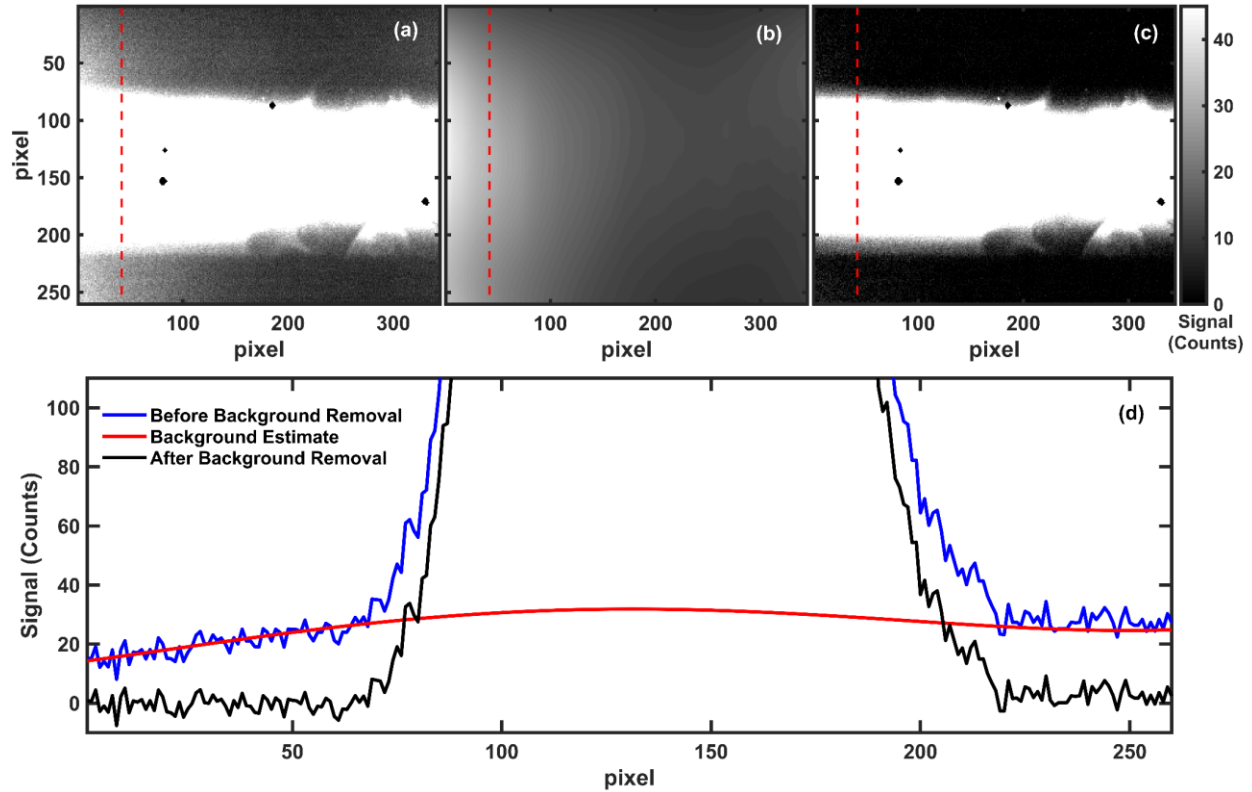 (a)
(b)
(c)
pixel
50
100
150
200
250
100
200
300
pixel
100
200
300
pixel
100
200
300
pixel
40
30
20
10
0
Signal
(Counts)
Signal (Counts)
100
80
60
40
20
0
Before Background Removal
Background Estimate
After Background Removal
(d)
50
100
150
200
250
pixel